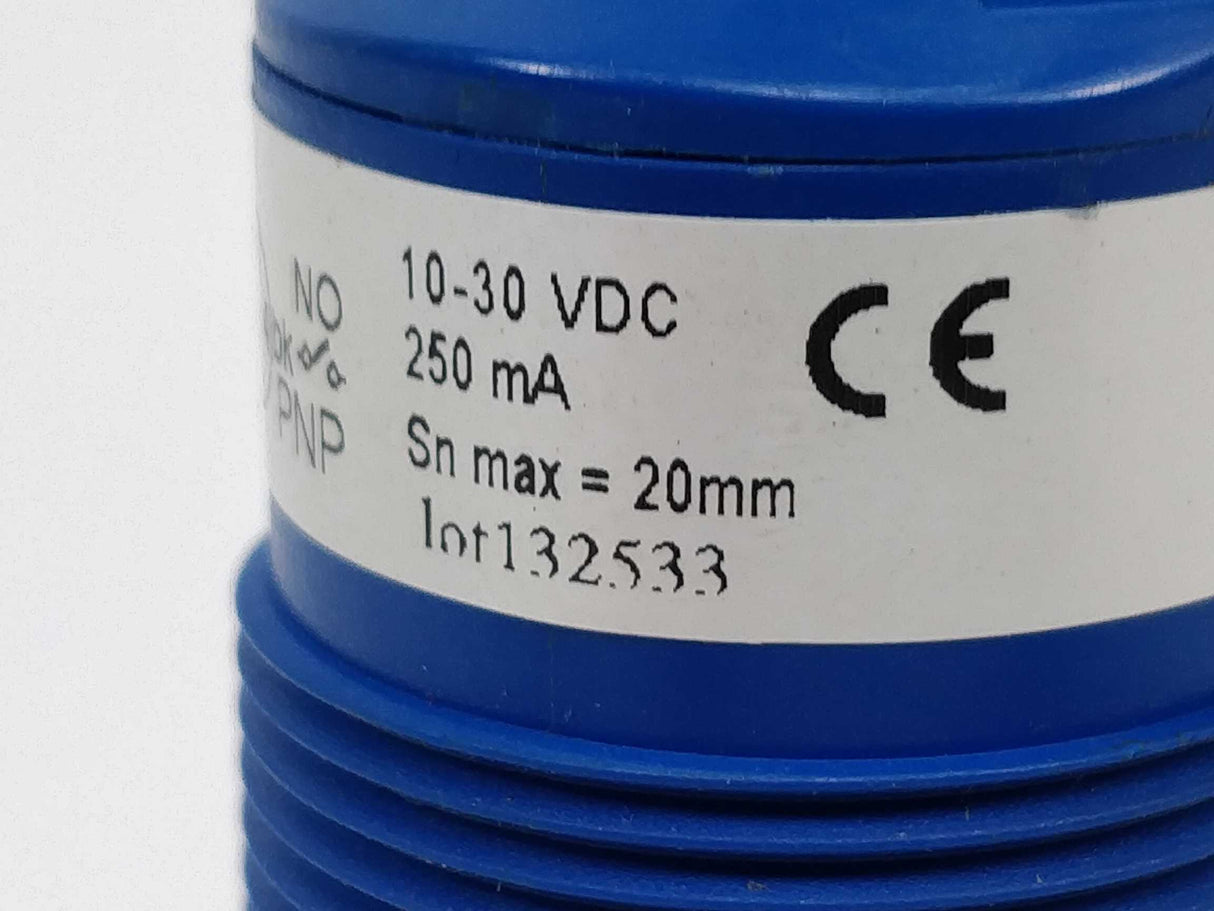 NO
PNP
10-30 VDC
250 mA
Sn max = 20mm
lot132533
CE